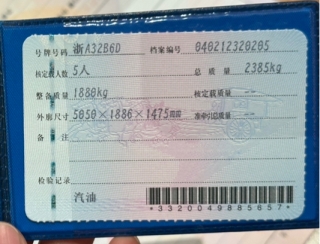 号牌号码 浙A32B6D 档案编号 040212320205
核定载人数 5人 总质量 2385kg
整备质量 1880kg 核定载质量 --
外廓尺寸 5050×1886×1475mm 准牵引总质量 --
备注
检验记录
汽油
*3320049885657*